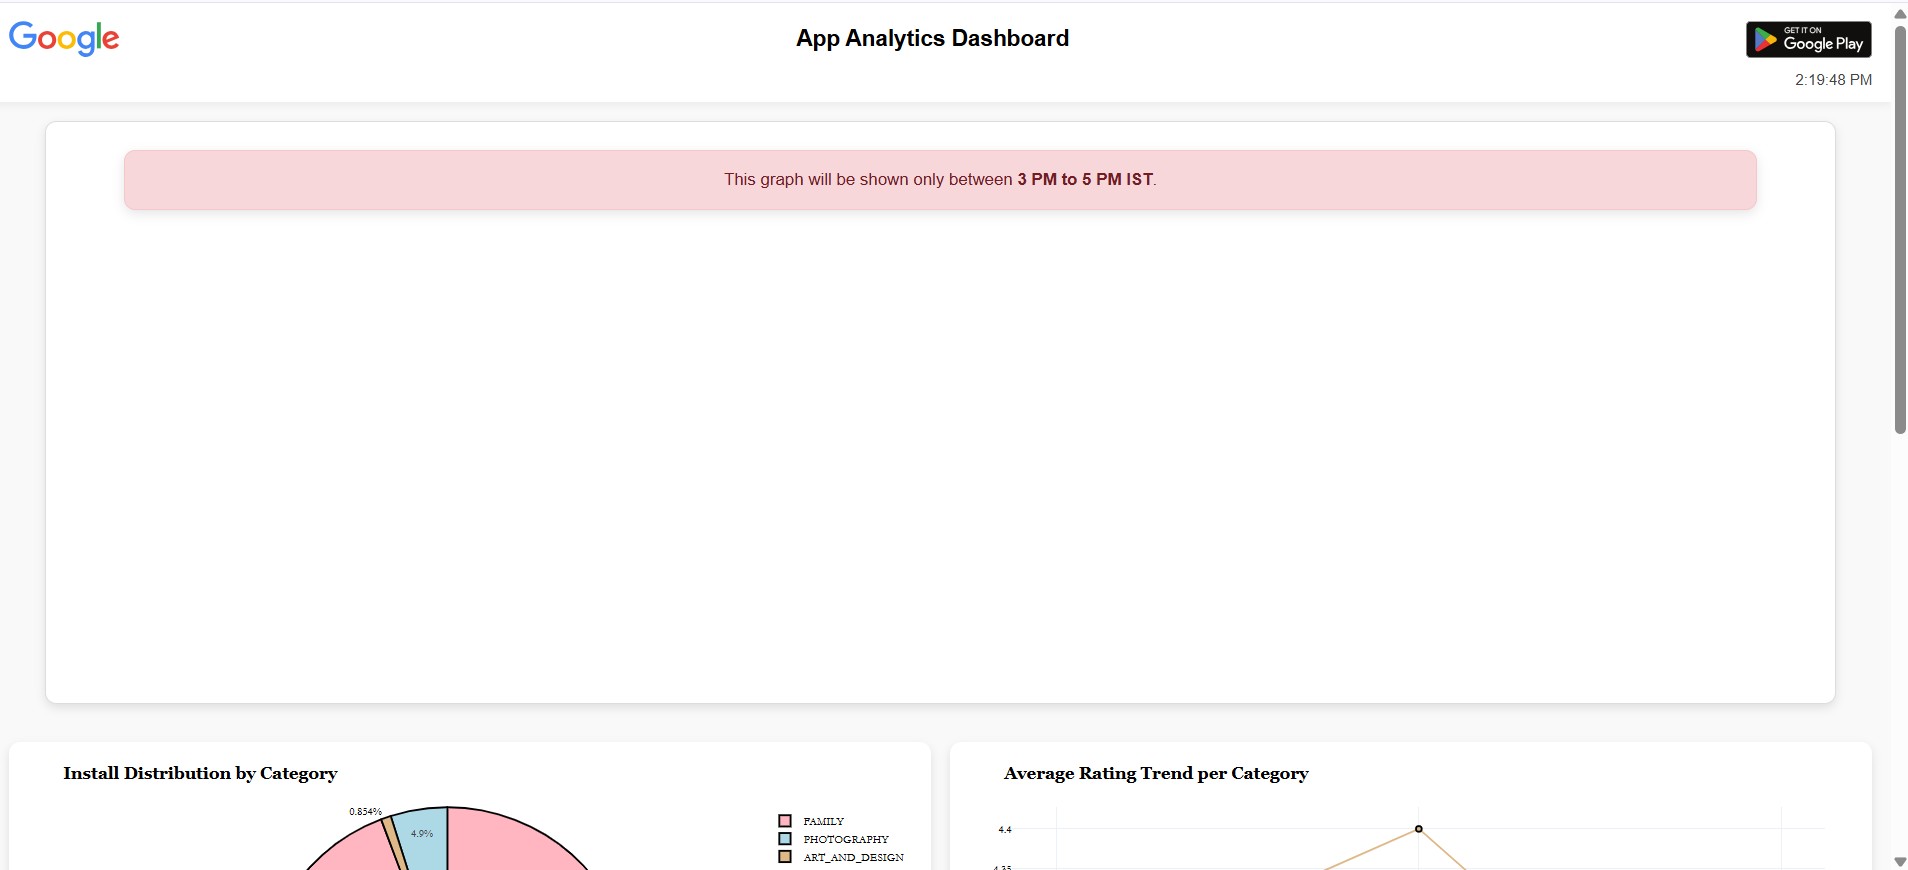 Google
App Analytics Dashboard
GET IT ON
Google Play
2:19:48 PM
This graph will be shown only between 3 PM to 5 PM IST.
Install Distribution by Category
0.854%
4.9%
FAMILY
PHOTOGRAPHY
ART_AND_DESIGN
Average Rating Trend per Category
4.4
4.35